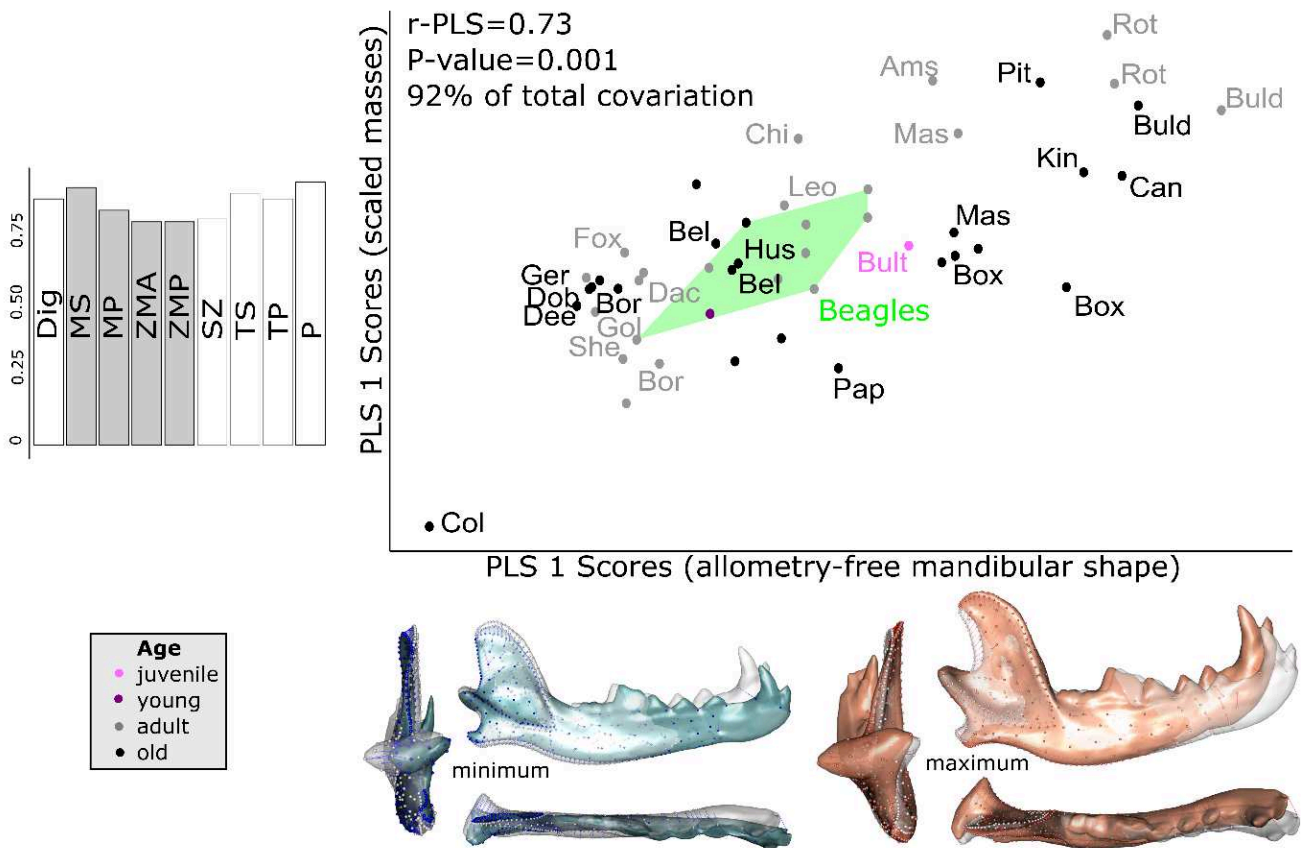 r-PLS=0.73
P-value=0.001
92% of total covariation
PLS 1 Scores (scaled masses)
Rot
Ams
Pit
Rot
Buld
Buld
Chi
Mas
Kin
Can
Leo
Mas
Bel
Hus
Fox
Bult
Box
Ger
Bel
Dac
Dob
Bor
Box
Dee
Beagles
Gol
She
Bor
Pap
Col
PLS 1 Scores (allometry-free mandibular shape)
0.75
0.50
0.25
0
Dig
MS
MP
ZMA
ZMP
SZ
TS
TP
P
Age
juvenile
young
adult
old
minimum
maximum